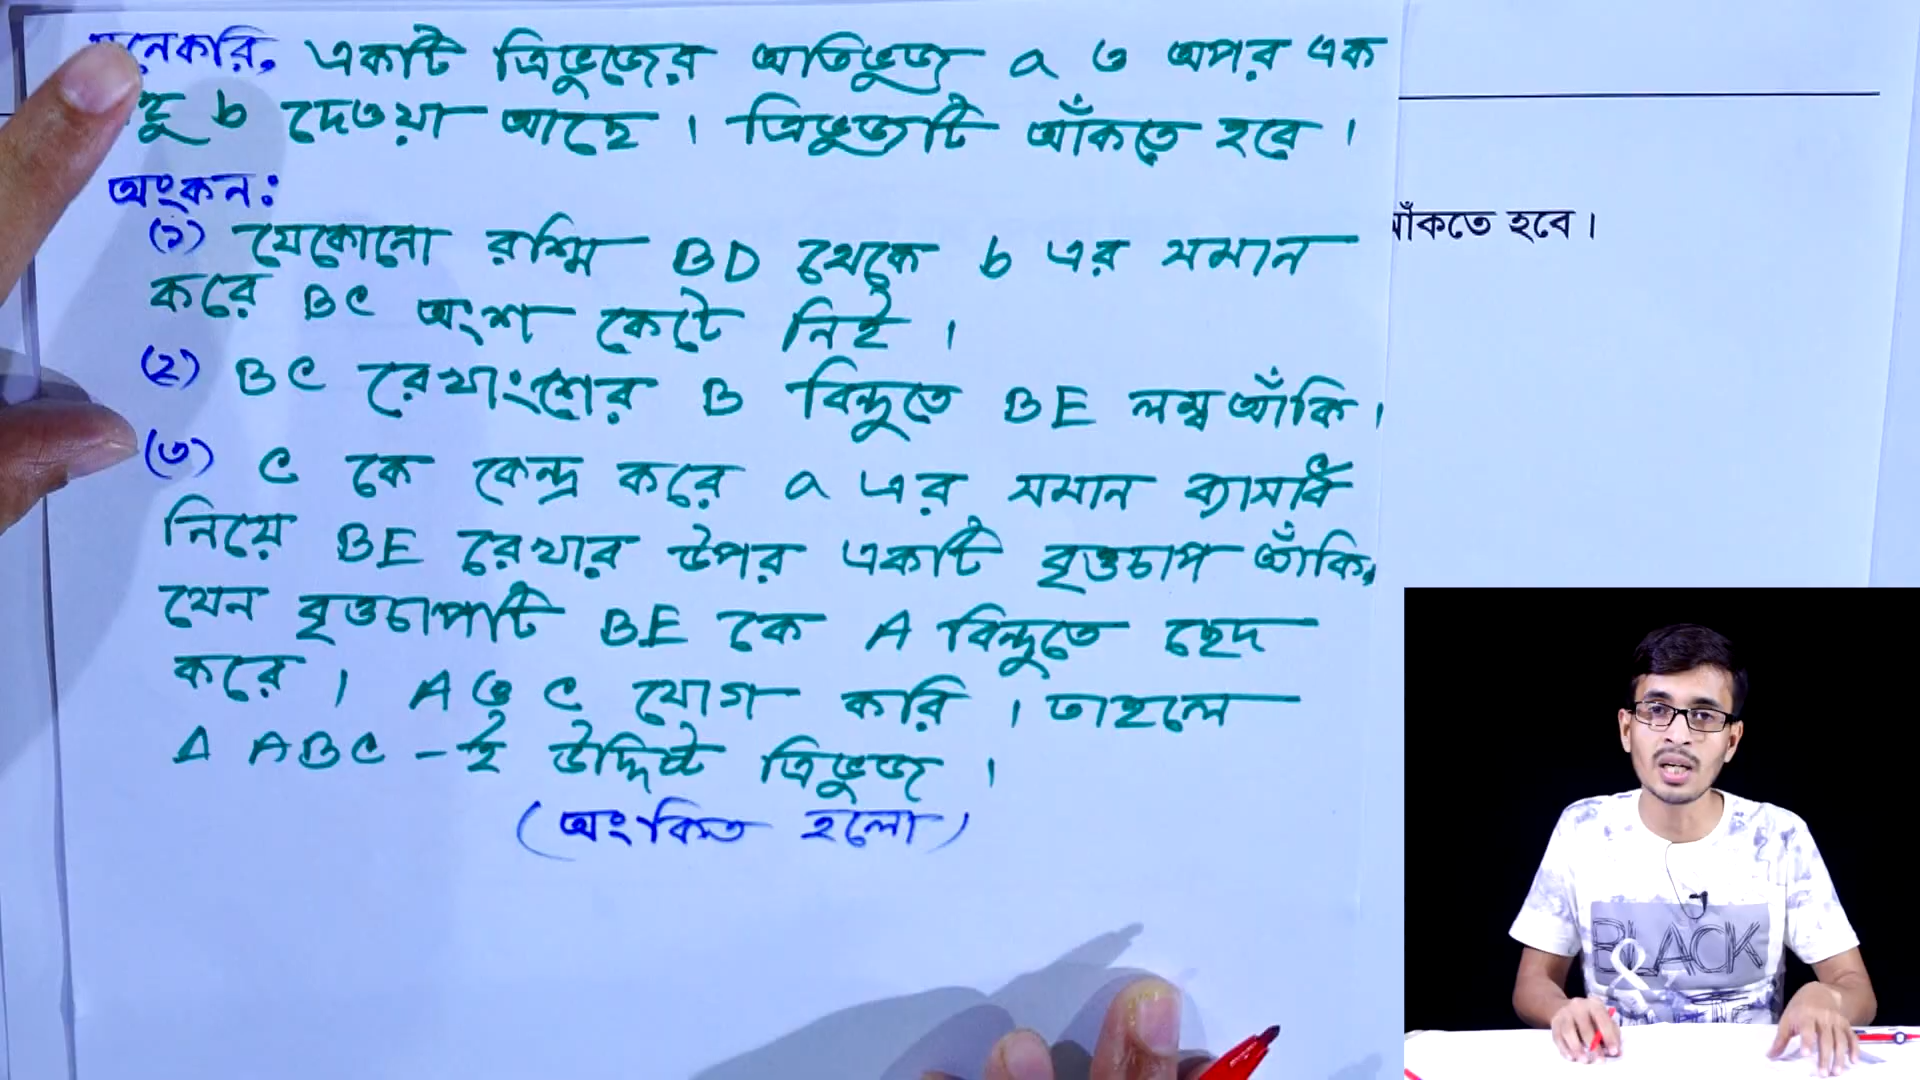 মনেকরি, একটি ত্রিভুজের অতিভুজ a ও অপর এক
b দেওয়া আছে। ত্রিভুজটি আঁকতে হবে।
অংকন:
(১) যেকোনো রশ্মি BD থেকে b এর সমান
করে BC অংশ কেটে নিই।
(২) BC রেখাংশের B বিন্দুতে BE লম্ব আঁকি।
(৩) C কে কেন্দ্র করে a এর সমান ব্যাসার্ধ
নিয়ে BE রেখার উপর একটি বৃত্তচাপ আঁকি,
যেন বৃত্তচাপটি BE কে A বিন্দুতে ছেদ
করে। A ও C যোগ করি। তাহলে
Δ ABC-ই উদ্দিষ্ট ত্রিভুজ।
(অংকিত হলো)
আঁকতে হবে।
BLACK
&